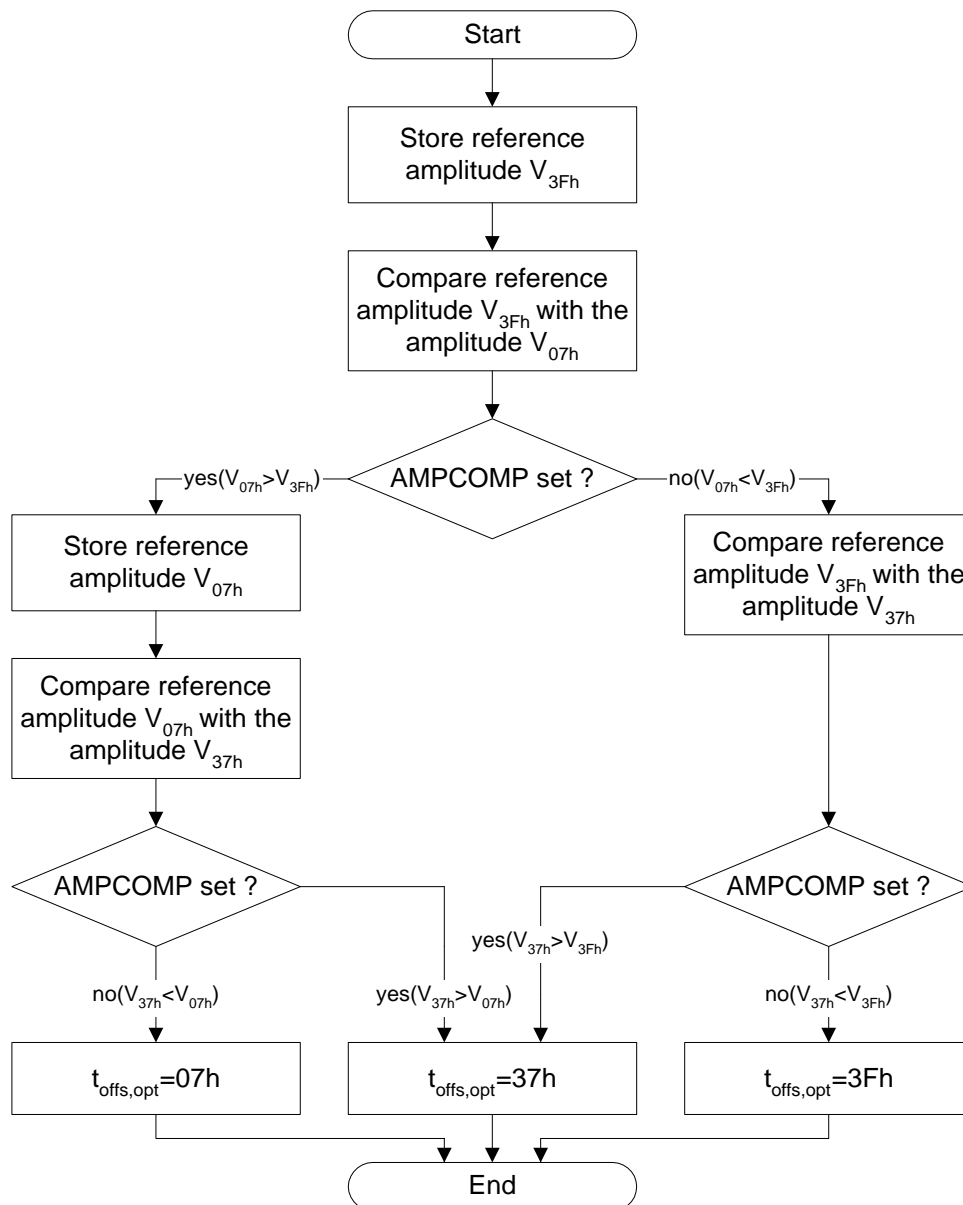 Start
Store reference
amplitude V3Fh
Compare reference
amplitude V3Fh with the
amplitude V07h
AMPCOMP set ?
yes(V07h>V3Fh)
no(V07h<V3Fh)
Store reference
amplitude V07h
Compare reference
amplitude V3Fh with the
amplitude V37h
Compare reference
amplitude V07h with the
amplitude V37h
AMPCOMP set ?
AMPCOMP set ?
yes(V37h>V3Fh)
no(V37h<V07h)
yes(V37h>V07h)
no(V37h<V3Fh)
toffs,opt=07h
toffs,opt=37h
toffs,opt=3Fh
End